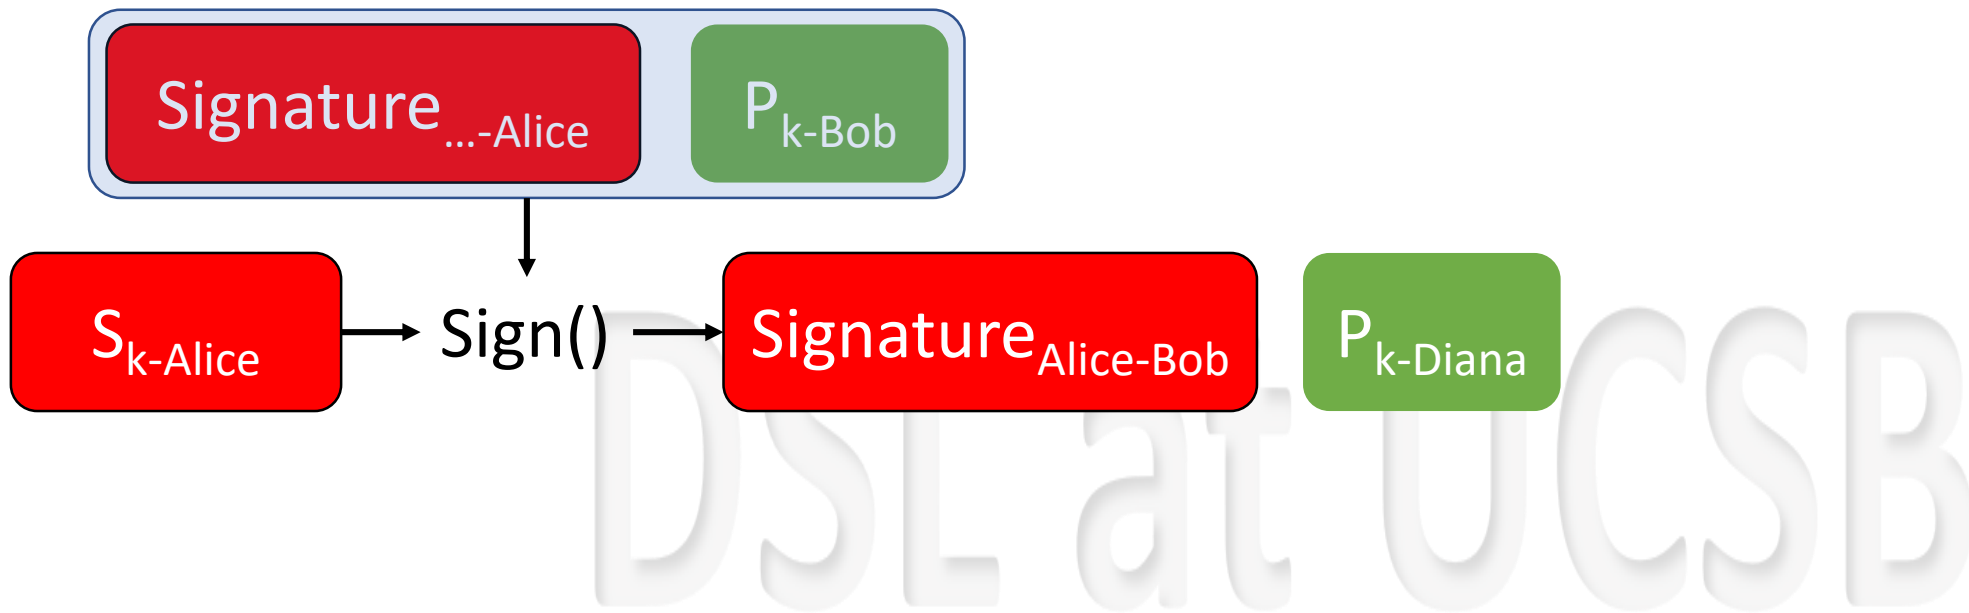 Signature...-Alice Pk-Bob
Sk-Alice Sign() SignatureAlice-Bob Pk-Diana
DSL at UCSB